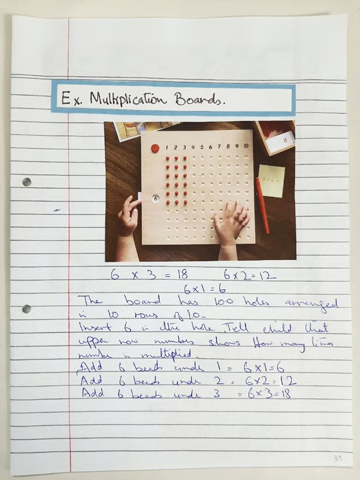 Ex. Multiplication Boards.
1 2 3 4 5 6 7 8 9 10
6
6 x 3 = 18 6x2=12
6x1=6
The board has 100 holes arranged
in 10 rows of 10.
Insert 6 in the hole. Tell child that
upper row numbers shows How many times
number is multiplied.
Add 6 beads under 1 = 6x1=6
Add 6 beads under 2 = 6x2=12
Add 6 beads under 3 = 6x3=18